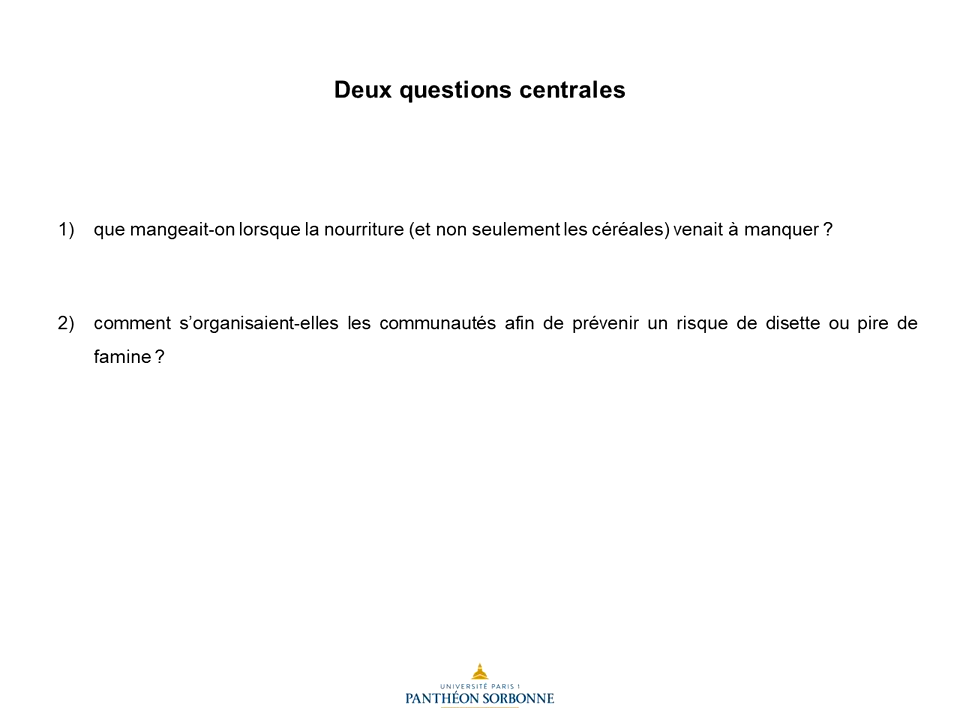 Deux questions centrales
1) que mangeait-on lorsque la nourriture (et non seulement les céréales) venait à manquer ?
2) comment s’organisaient-elles les communautés afin de prévenir un risque de disette ou pire de
famine ?
UNIVERSITÉ PARIS 1
PANTHÉON SORBONNE